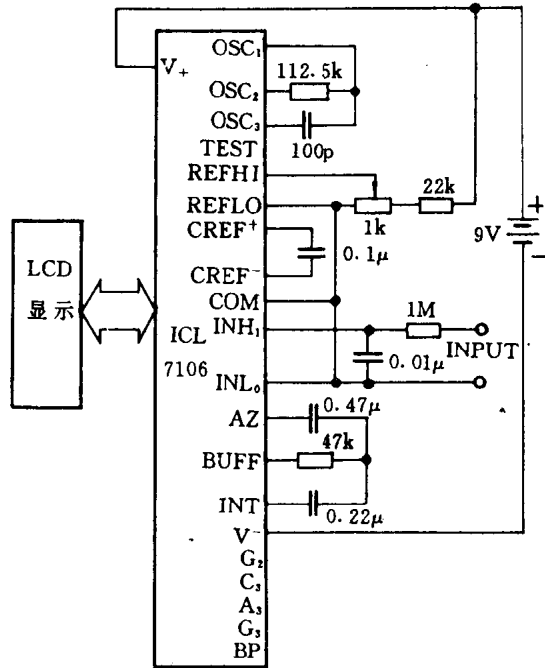 V₊
OSC₁
112.5k
OSC₂
OSC₃
100p
TEST
REFHI
REFLO
22k
1k
CREF⁺
0.1μ
CREF⁻
COM
9V
+
−
LCD
显示
ICL
7106
INH₁
1M
INPUT
0.01μ
INL₀
AZ
0.47μ
BUFF
47k
INT
0.22μ
V⁻
G₂
C₃
A₃
G₃
BP